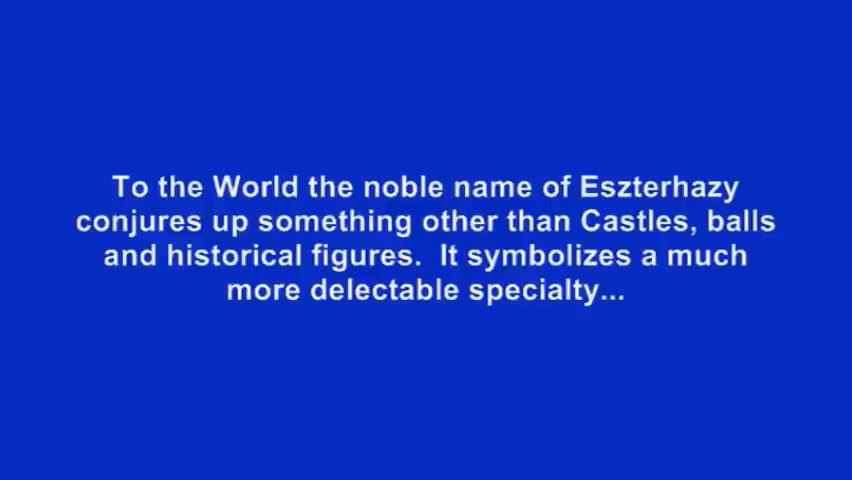 To the World the noble name of Eszterhazy
conjures up something other than Castles, balls
and historical figures.  It symbolizes a much
more delectable specialty...